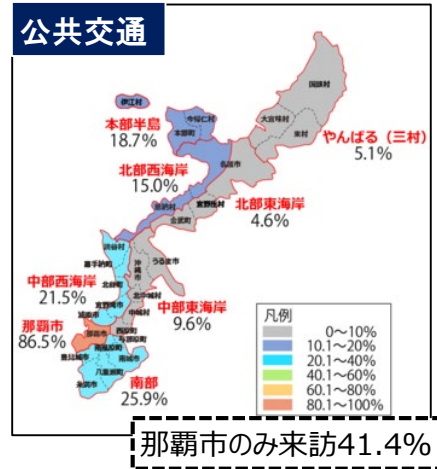 公共交通
国頭村
大宜味村
東村
伊江村
今帰仁村
本部町
本部半島
18.7%
やんばる（三村）
5.1%
名護市
北部西海岸
15.0%
恩納村
宜野座村
金武町
北部東海岸
4.6%
読谷村
嘉手納町
沖縄市
うるま市
北谷町
中部西海岸
21.5%
宜野湾市
北中城村
中城村
中部東海岸
9.6%
浦添市
那覇市
86.5%
那覇市
西原町
与那原町
南風原町
豊見城市
南城市
八重瀬町
糸満市
南部
25.9%
凡例
0～10%
10.1～20%
20.1～40%
40.1～60%
60.1～80%
80.1～100%
那覇市のみ来訪41.4%